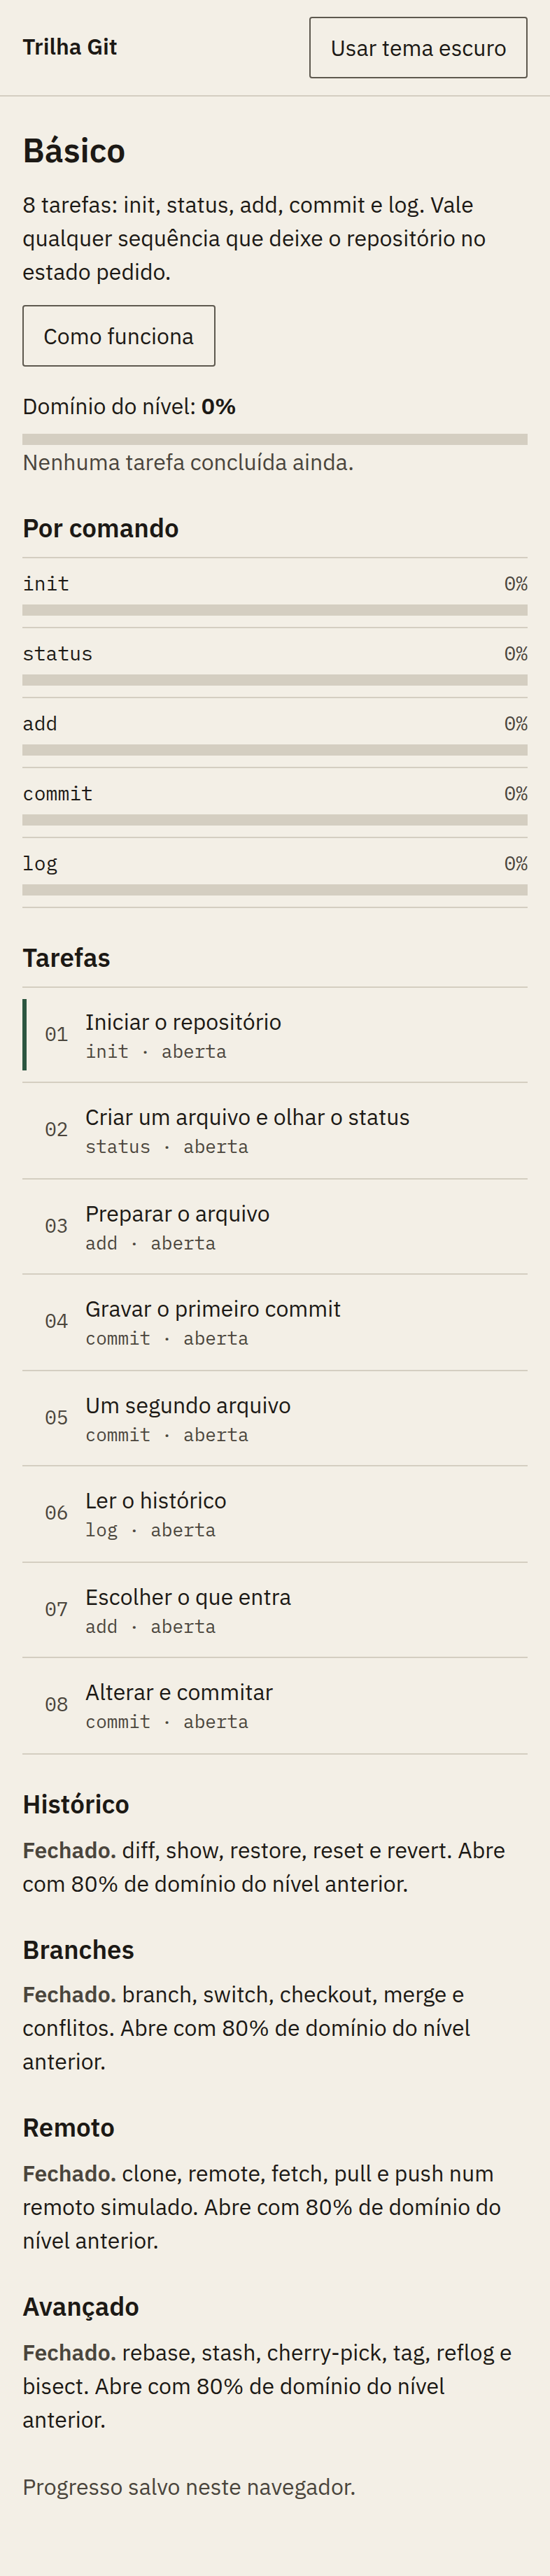 Trilha Git
Usar tema escuro
Básico
8 tarefas: init, status, add, commit e log. Vale
qualquer sequência que deixe o repositório no
estado pedido.
Como funciona
Domínio do nível: 0%
Nenhuma tarefa concluída ainda.
Por comando
init 0%
status 0%
add 0%
commit 0%
log 0%
Tarefas
01 Iniciar o repositório
init · aberta
02 Criar um arquivo e olhar o status
status · aberta
03 Preparar o arquivo
add · aberta
04 Gravar o primeiro commit
commit · aberta
05 Um segundo arquivo
commit · aberta
06 Ler o histórico
log · aberta
07 Escolher o que entra
add · aberta
08 Alterar e commitar
commit · aberta
Histórico
Fechado. diff, show, restore, reset e revert. Abre
com 80% de domínio do nível anterior.
Branches
Fechado. branch, switch, checkout, merge e
conflitos. Abre com 80% de domínio do nível
anterior.
Remoto
Fechado. clone, remote, fetch, pull e push num
remoto simulado. Abre com 80% de domínio do
nível anterior.
Avançado
Fechado. rebase, stash, cherry-pick, tag, reflog e
bisect. Abre com 80% de domínio do nível
anterior.
Progresso salvo neste navegador.